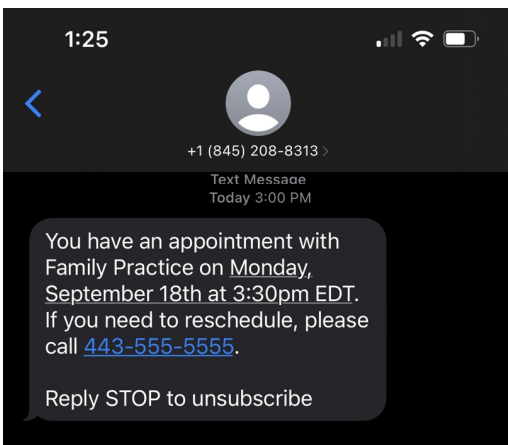 1:25
+1 (845) 208-8313 >
Text Message
Today 3:00 PM
You have an appointment with
Family Practice on Monday,
September 18th at 3:30pm EDT.
If you need to reschedule, please
call 443-555-5555.
Reply STOP to unsubscribe